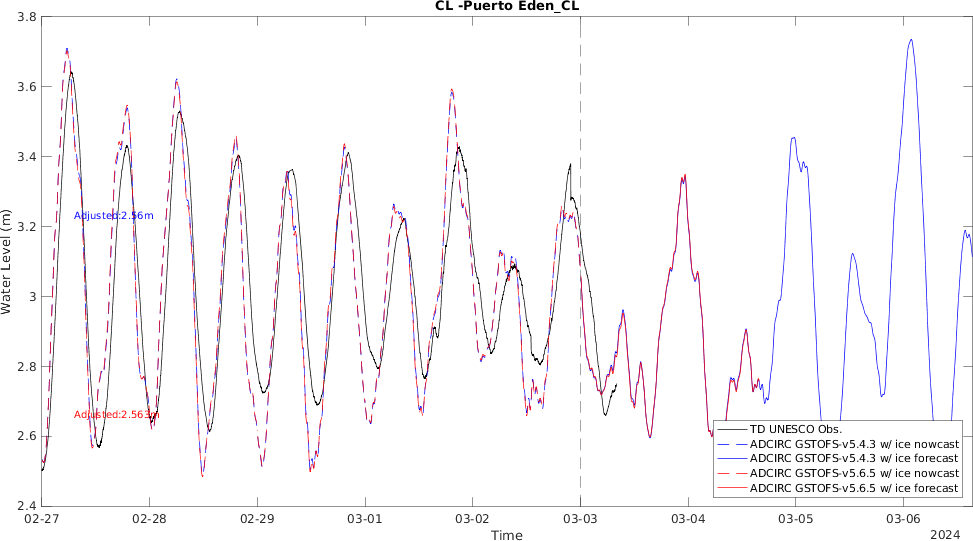 CL -Puerto Eden_CL
Water Level (m)
3.8
3.6
3.4
3.2
3
2.8
2.6
2.4
Adjusted:2.56m
Adjusted:2.563m
TD UNESCO Obs.
ADCIRC GSTOFS-v5.4.3 w/ ice nowcast
ADCIRC GSTOFS-v5.4.3 w/ ice forecast
ADCIRC GSTOFS-v5.6.5 w/ ice nowcast
ADCIRC GSTOFS-v5.6.5 w/ ice forecast
02-27 02-28 02-29 03-01 03-02 03-03 03-04 03-05 03-06
Time
2024